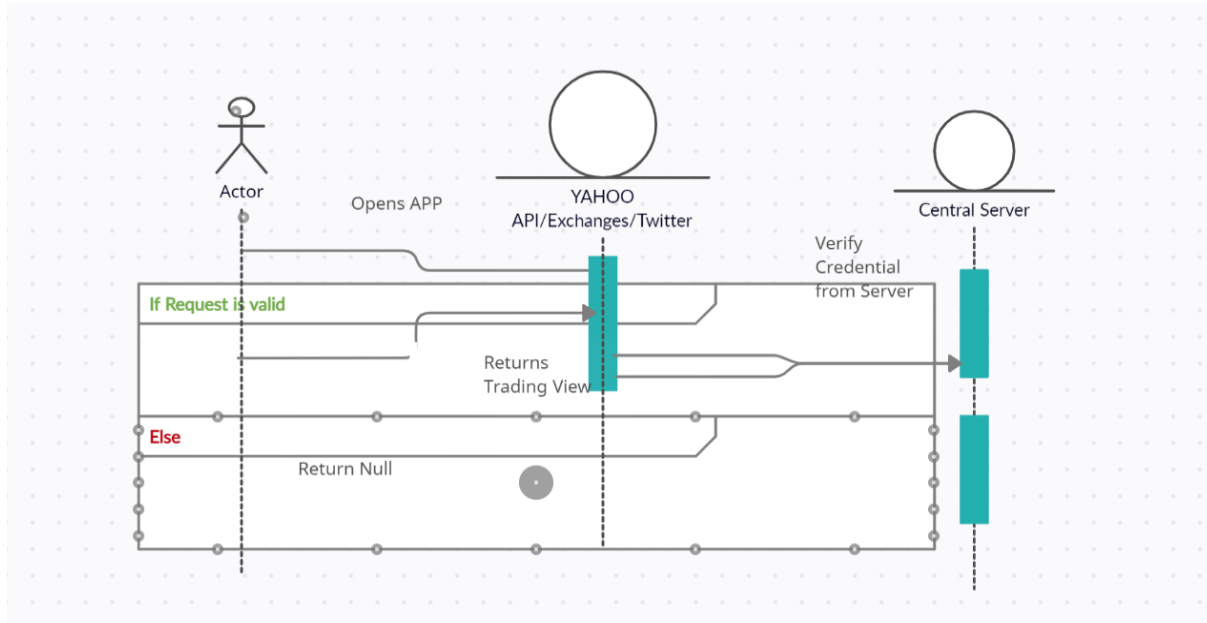 Actor
Opens APP
YAHOO
API/Exchanges/Twitter
Central Server
Verify
Credential
from Server
If Request is valid
Returns
Trading View
Else
Return Null